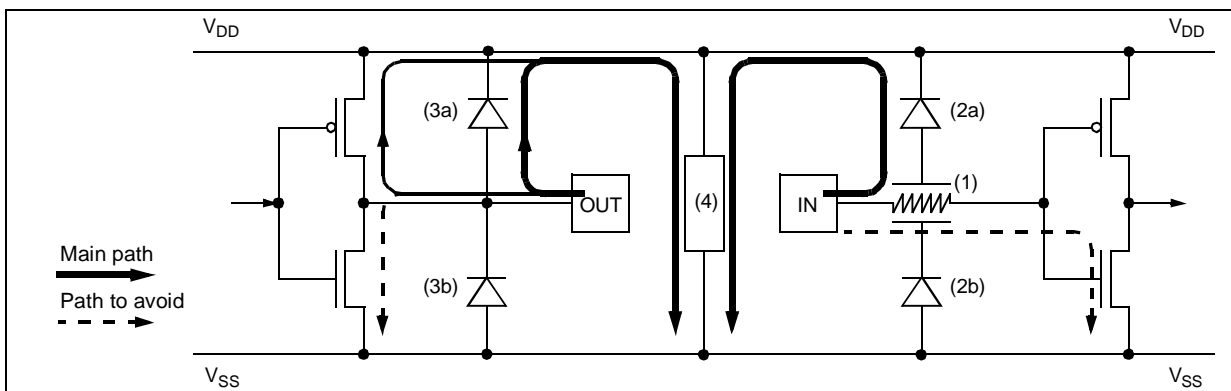 VDD
VDD
(3a)
(2a)
(1)
OUT
(4)
IN
Main path
(3b)
(2b)
Path to avoid
VSS
VSS